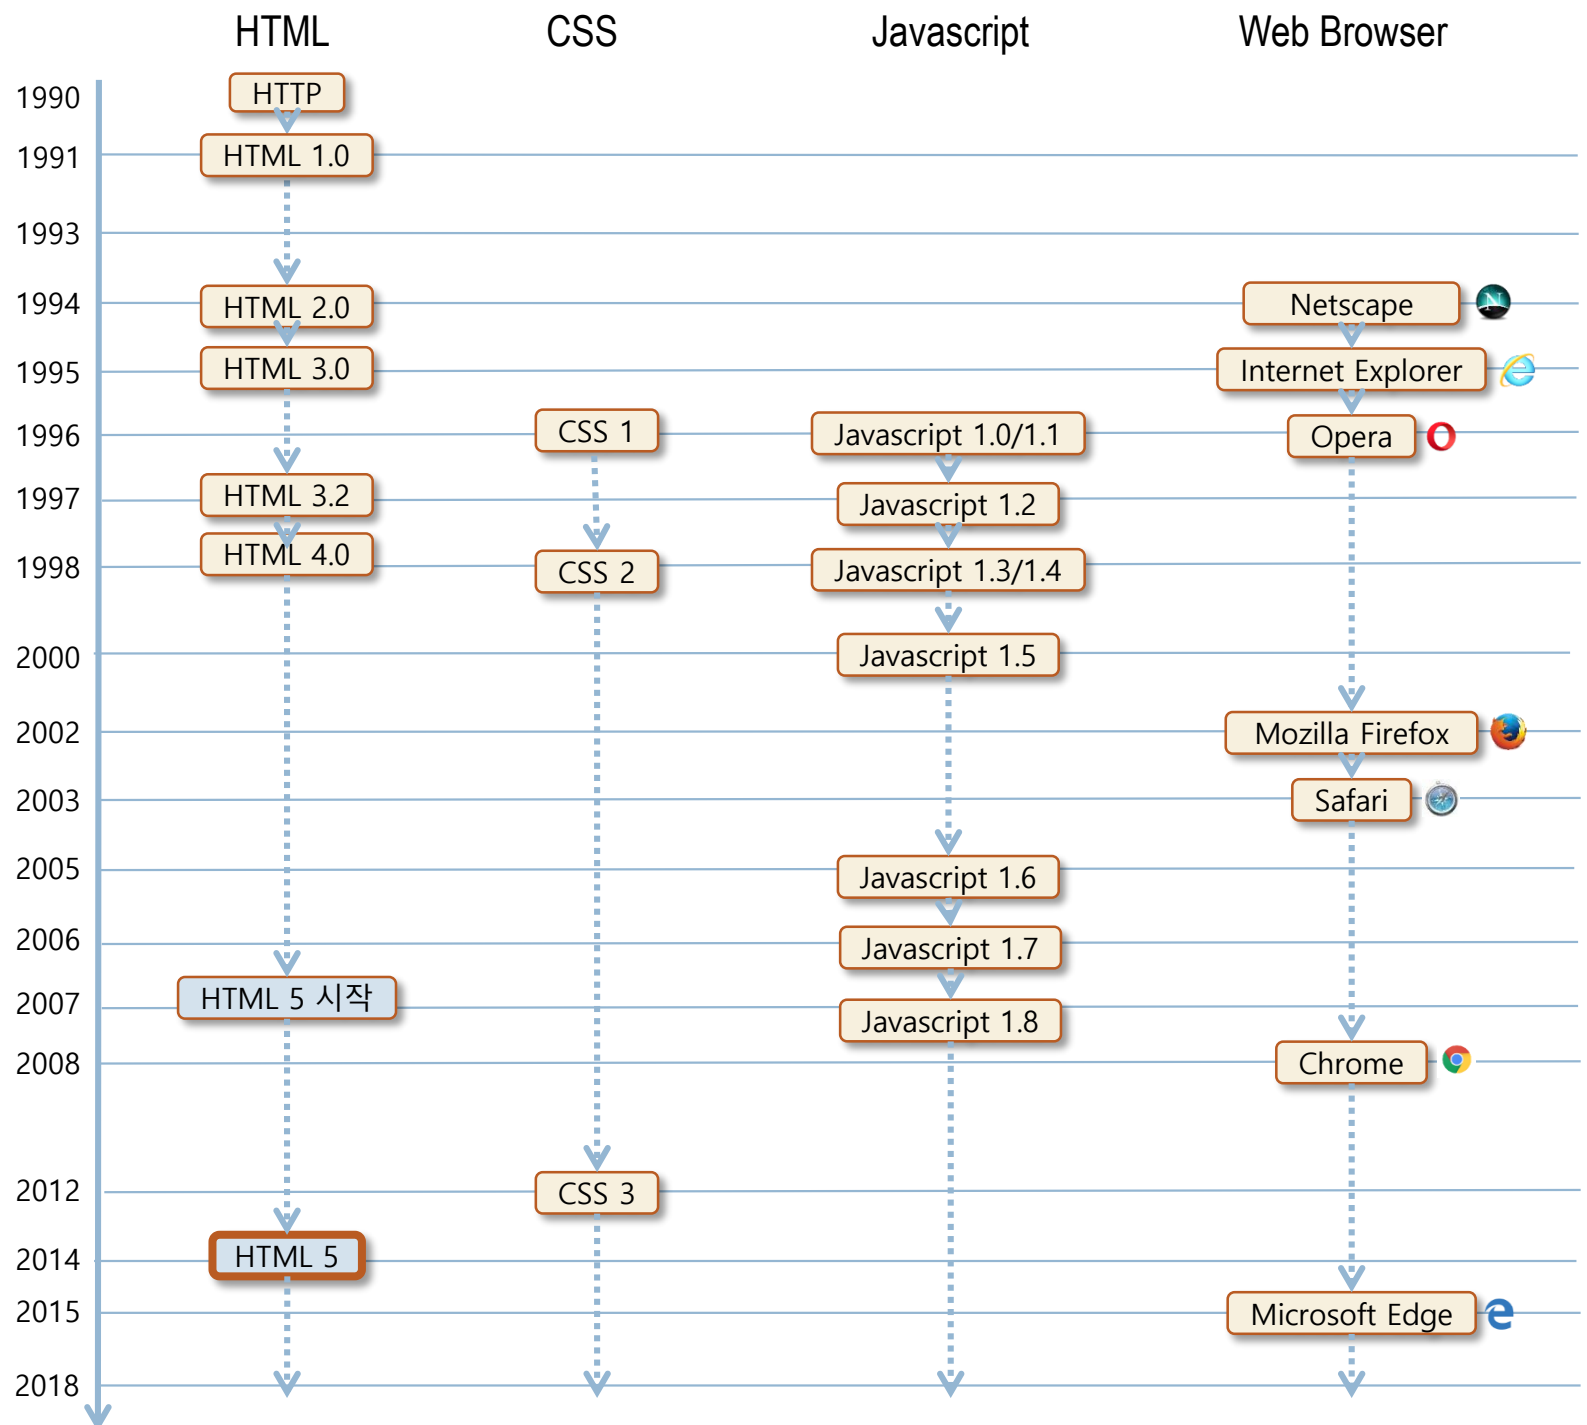 HTML CSS Javascript Web Browser
1990 HTTP
1991 HTML 1.0
1993
1994 HTML 2.0 Netscape N
1995 HTML 3.0 Internet Explorer
1996 CSS 1 Javascript 1.0/1.1 Opera
1997 HTML 3.2 Javascript 1.2
1998 HTML 4.0 CSS 2 Javascript 1.3/1.4
2000 Javascript 1.5
2002 Mozilla Firefox
2003 Safari
2005 Javascript 1.6
2006 Javascript 1.7
2007 HTML 5 시작 Javascript 1.8
2008 Chrome
2012 CSS 3
2014 HTML 5
2015 Microsoft Edge
2018